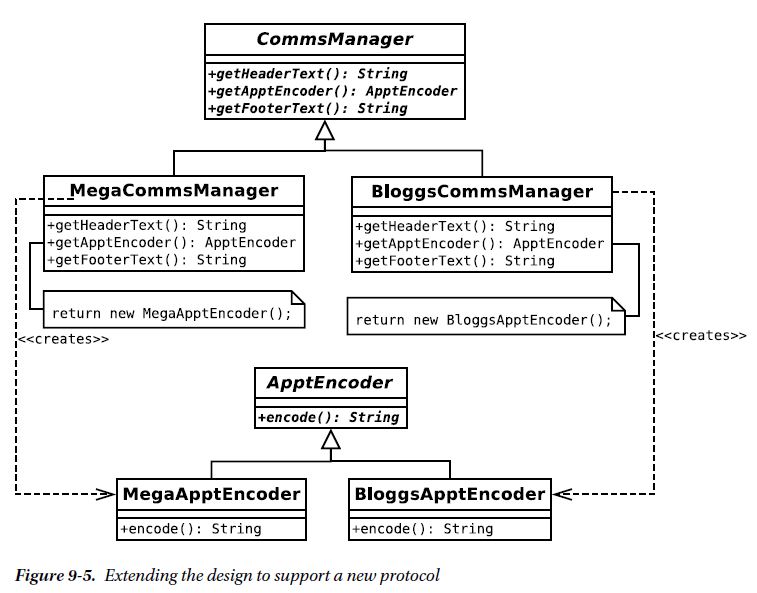 CommsManager
+getHeaderText(): String
+getApptEncoder(): ApptEncoder
+getFooterText(): String
MegaCommsManager
+getHeaderText(): String
+getApptEncoder(): ApptEncoder
+getFooterText(): String
BloggsCommsManager
+getHeaderText(): String
+getApptEncoder(): ApptEncoder
+getFooterText(): String
return new MegaApptEncoder();
return new BloggsApptEncoder();
<<creates>>
<<creates>>
ApptEncoder
+encode(): String
MegaApptEncoder
+encode(): String
BloggsApptEncoder
+encode(): String
Figure 9-5. Extending the design to support a new protocol